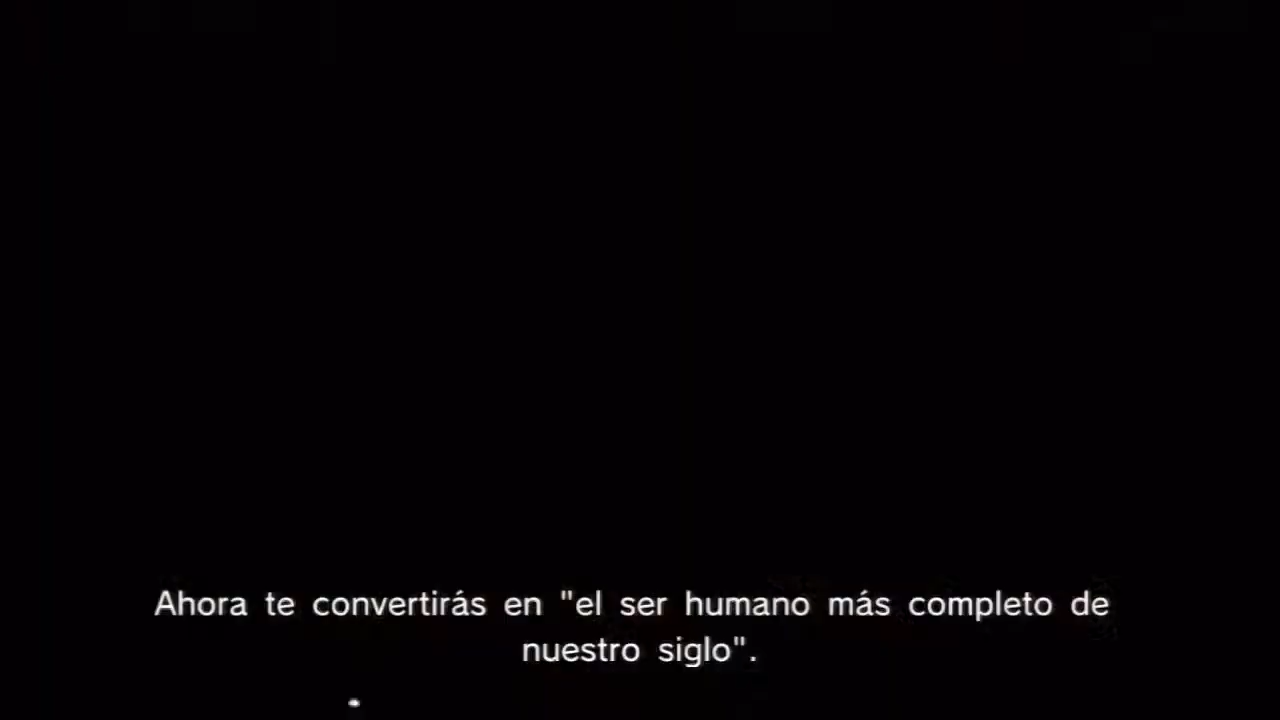 Ahora te convertirás en "el ser humano más completo de
nuestro siglo".